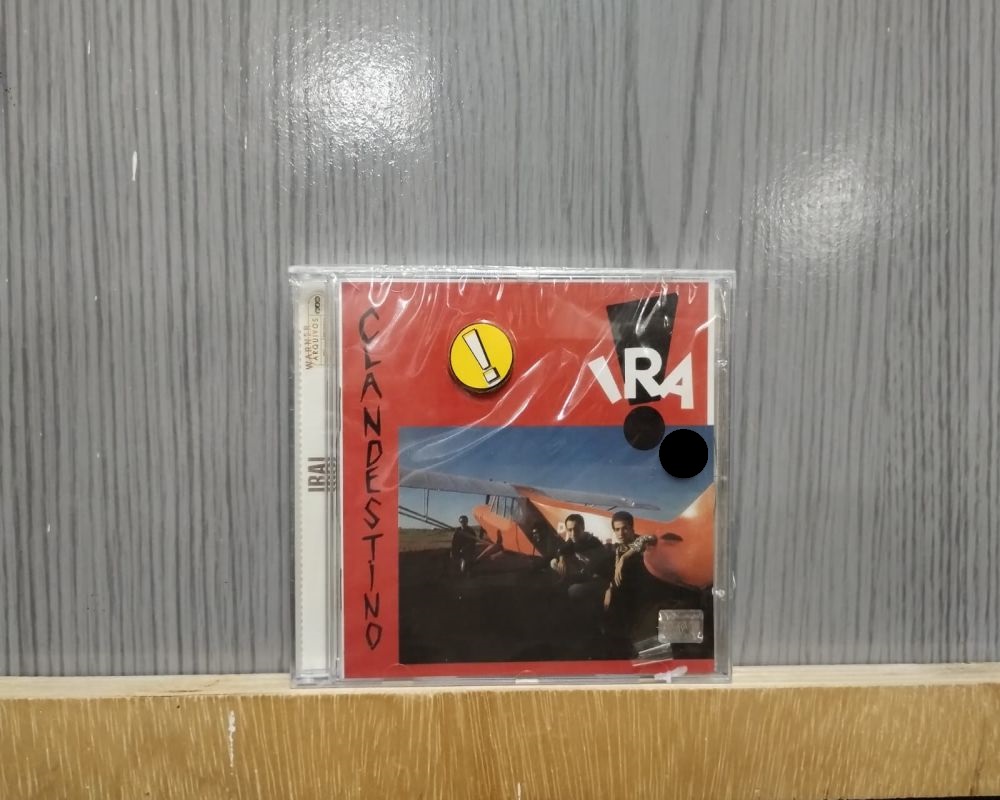 WARNER
ARQUIVOS
IRA!
CLANDESTINO
!
IRA